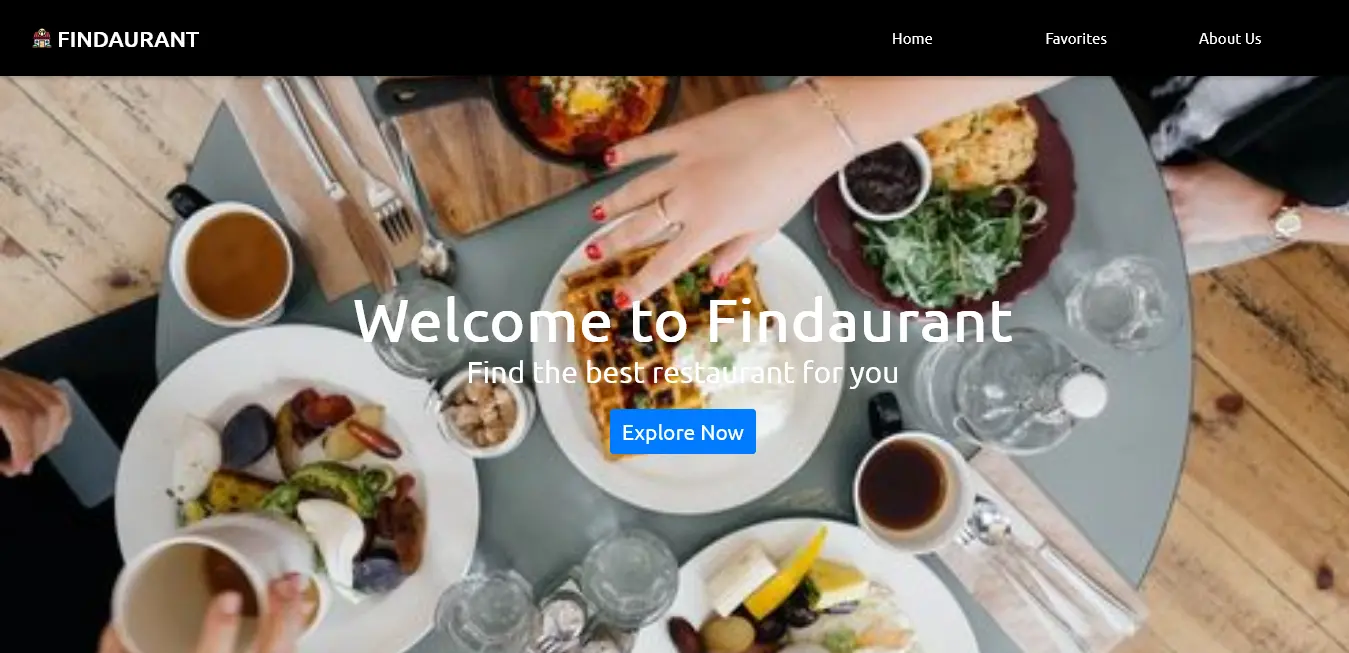 FINDAURANT
Home
Favorites
About Us
Welcome to Findaurant
Find the best restaurant for you
Explore Now